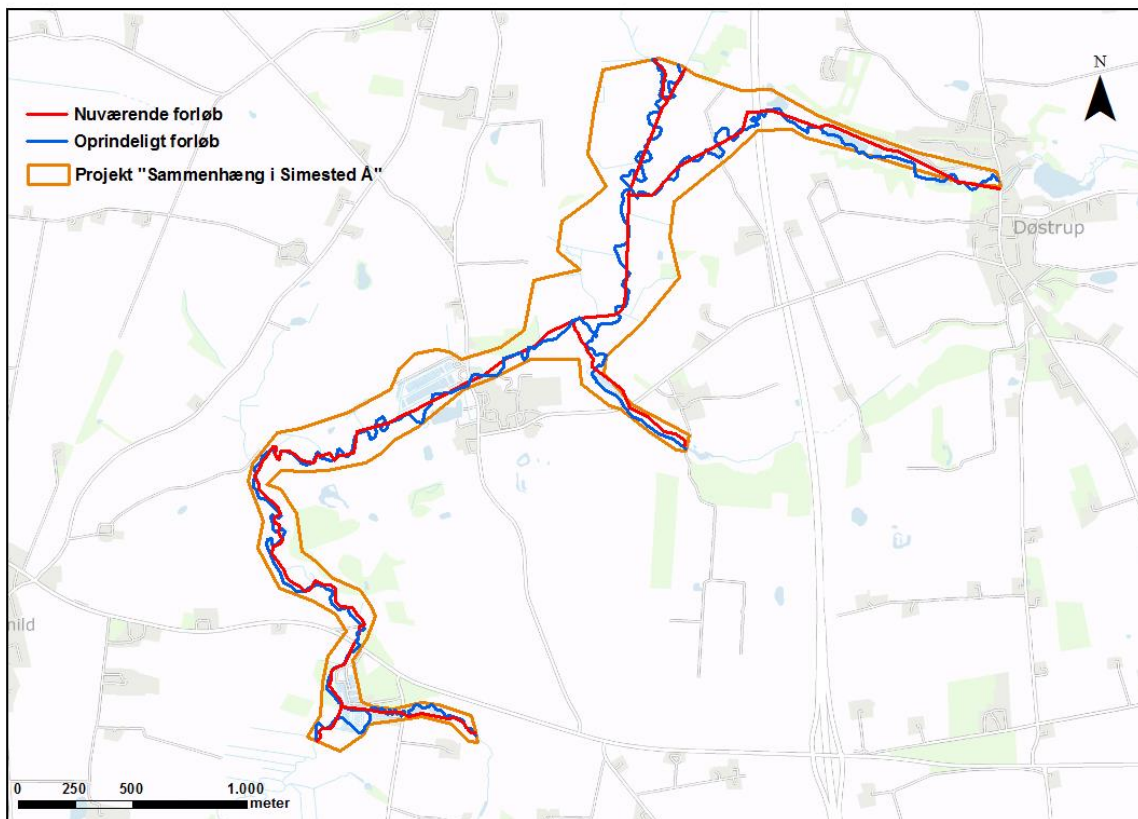 N
Nuværende forløb
Oprindeligt forløb
Projekt "Sammenhæng i Simested Å"
Døstrup
nild
0 250 500 1.000
meter